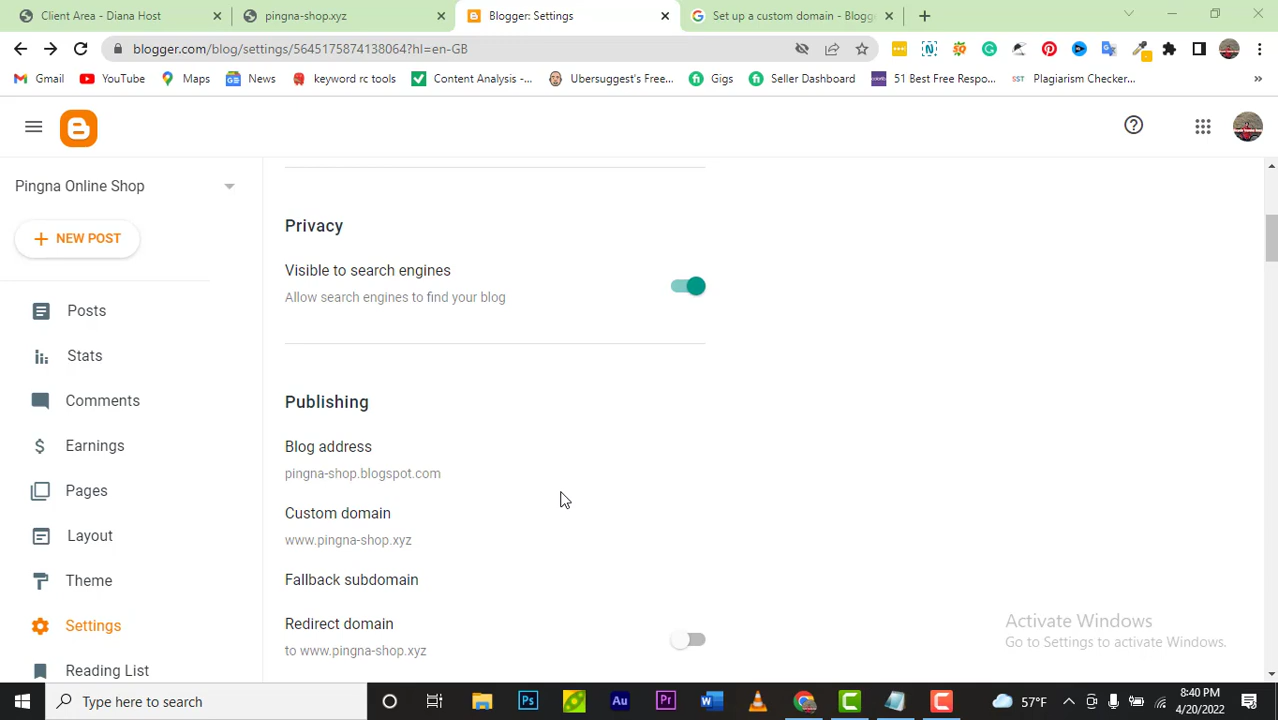 Client Area - Diana Host
pingna-shop.xyz
Blogger: Settings
Set up a custom domain - Blogg
blogger.com/blog/settings/5645175874138064?hl=en-GB
Gmail
YouTube
Maps
News
keyword rc tools
Content Analysis -...
Ubersuggest's Free...
Gigs
Seller Dashboard
51 Best Free Respo...
SST
Plagiarism Checker...
»
Pingna Online Shop
+ NEW POST
Posts
Stats
Comments
Earnings
Pages
Layout
Theme
Settings
Reading List
Privacy
Visible to search engines
Allow search engines to find your blog
Publishing
Blog address
pingna-shop.blogspot.com
Custom domain
www.pingna-shop.xyz
Fallback subdomain
Redirect domain
to www.pingna-shop.xyz
Activate Windows
Go to Settings to activate Windows.
Type here to search
Ps
Au
Pr
W
57°F
8:40 PM
4/20/2022